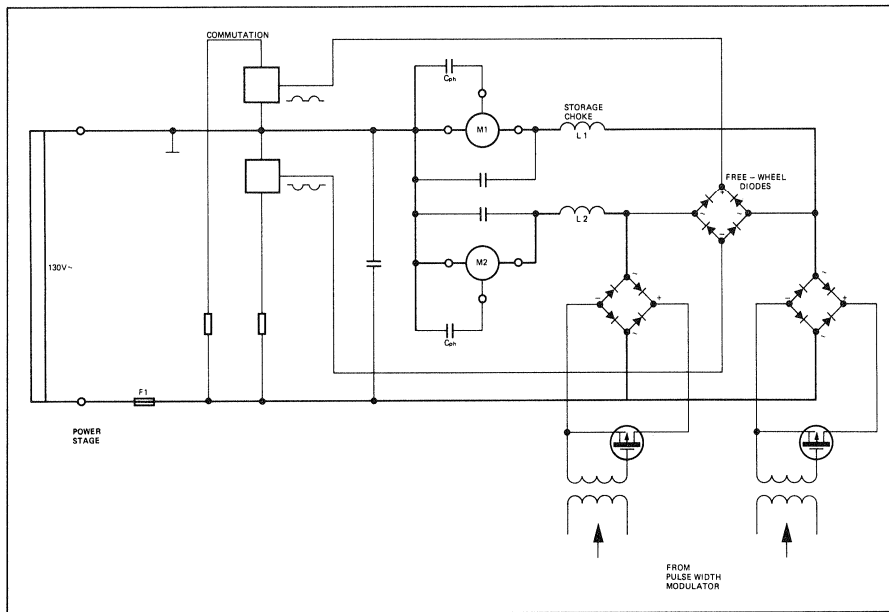 COMMUTATION
Cph
M1
STORAGE
CHOKE
L 1
FREE – WHEEL
DIODES
+
~
~
–
L 2
130V~
M2
~
–
+
~
~
–
+
~
Cph
F1
POWER
STAGE
FROM
PULSE WIDTH
MODULATOR